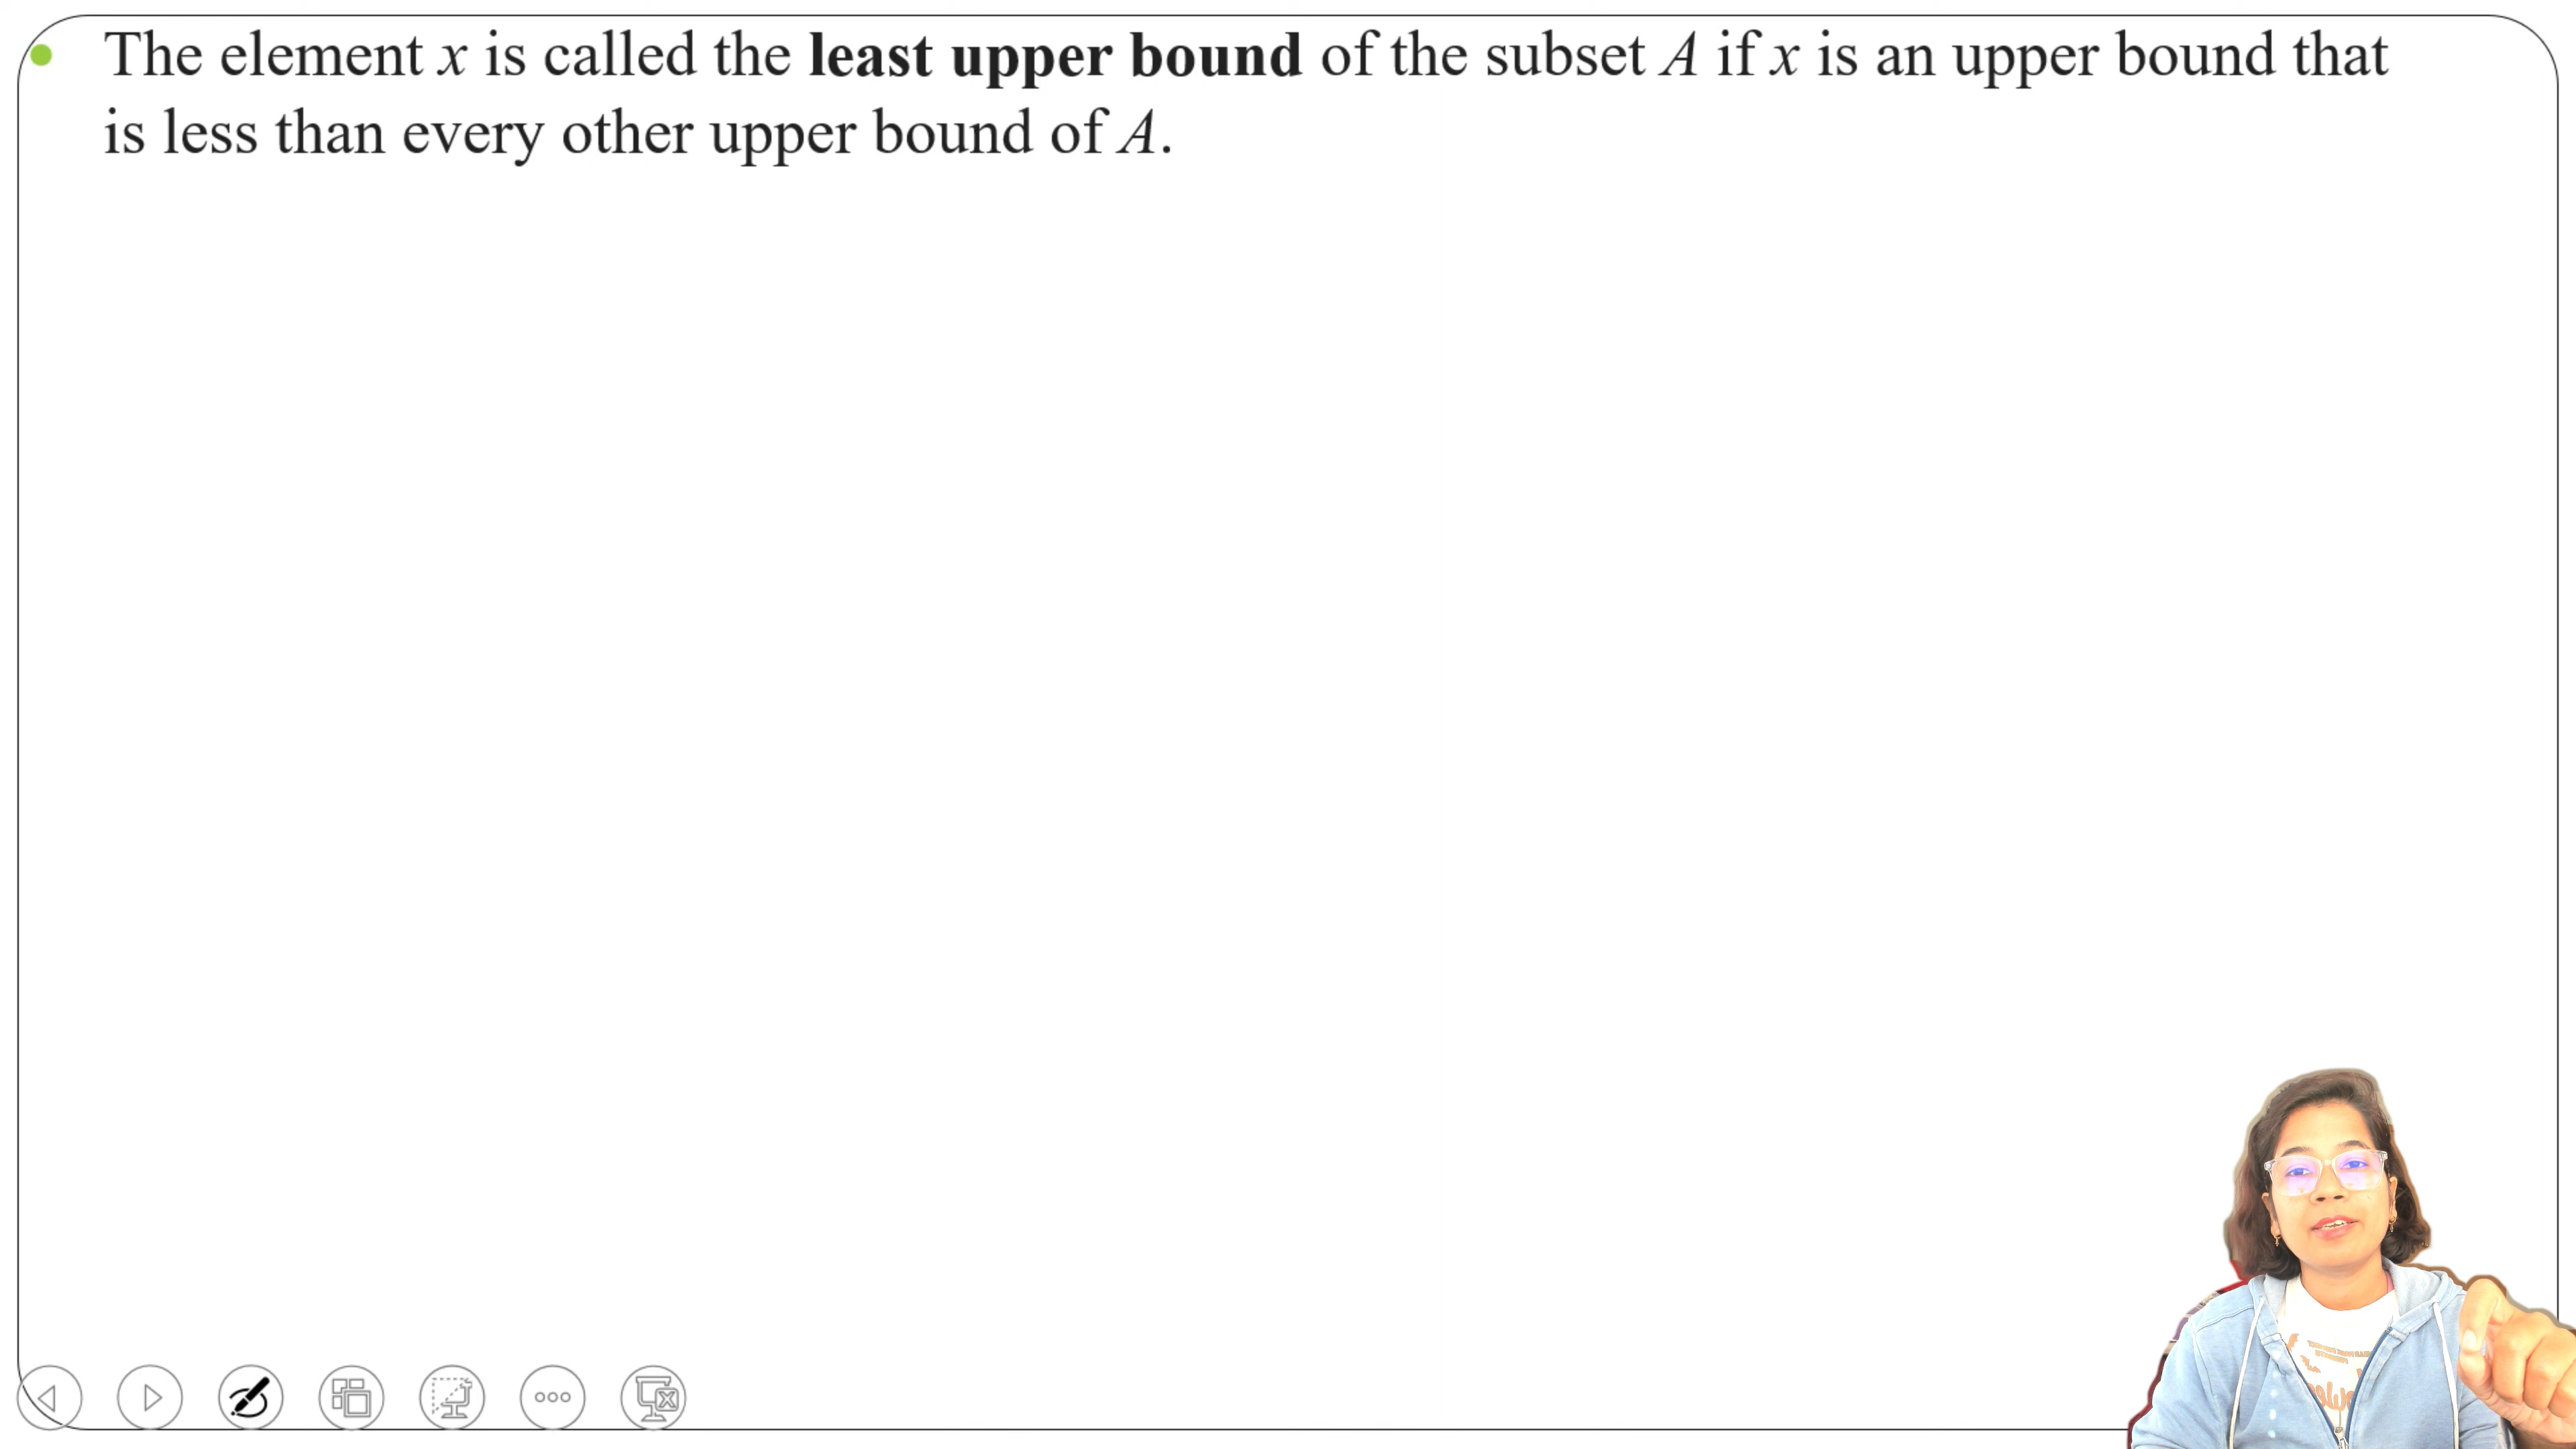 The element x is called the least upper bound of the subset A if x is an upper bound that
is less than every other upper bound of A.